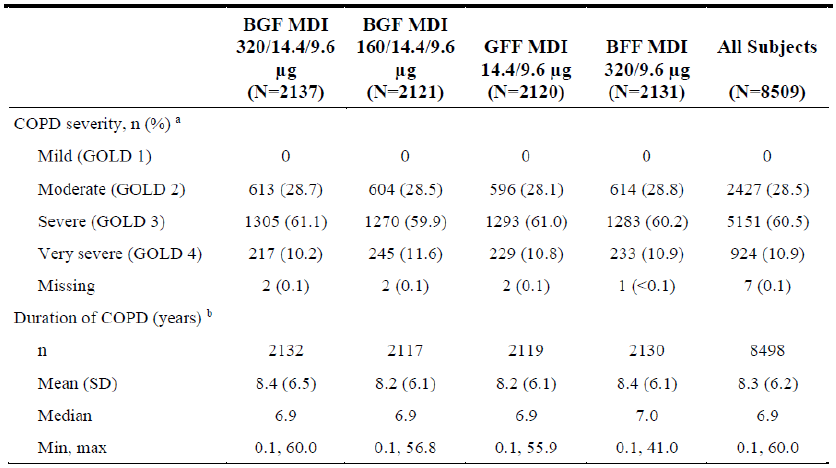 BGF MDI 320/14.4/9.6 µg (N=2137) BGF MDI 160/14.4/9.6 µg (N=2121) GFF MDI 14.4/9.6 µg (N=2120) BFF MDI 320/9.6 µg (N=2131) All Subjects (N=8509)
COPD severity, n (%) a
Mild (GOLD 1) 0 0 0 0 0
Moderate (GOLD 2) 613 (28.7) 604 (28.5) 596 (28.1) 614 (28.8) 2427 (28.5)
Severe (GOLD 3) 1305 (61.1) 1270 (59.9) 1293 (61.0) 1283 (60.2) 5151 (60.5)
Very severe (GOLD 4) 217 (10.2) 245 (11.6) 229 (10.8) 233 (10.9) 924 (10.9)
Missing 2 (0.1) 2 (0.1) 2 (0.1) 1 (<0.1) 7 (0.1)
Duration of COPD (years) b
n 2132 2117 2119 2130 8498
Mean (SD) 8.4 (6.5) 8.2 (6.1) 8.2 (6.1) 8.4 (6.1) 8.3 (6.2)
Median 6.9 6.9 6.9 7.0 6.9
Min, max 0.1, 60.0 0.1, 56.8 0.1, 55.9 0.1, 41.0 0.1, 60.0